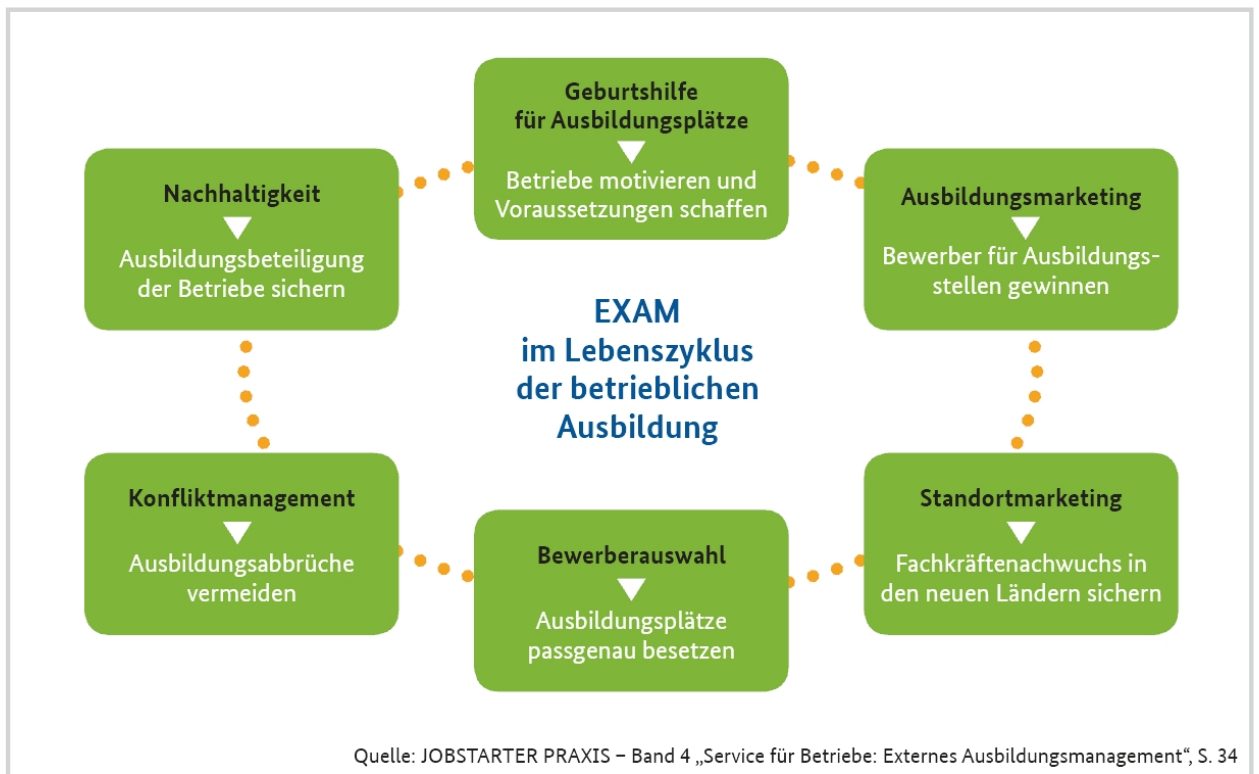 Geburtshilfe
für Ausbildungsplätze
Betriebe motivieren und
Voraussetzungen schaffen
Ausbildungsmarketing
Bewerber für Ausbildungs-
stellen gewinnen
Standortmarketing
Fachkräftenachwuchs in
den neuen Ländern sichern
Bewerberauswahl
Ausbildungsplätze
passgenau besetzen
Konfliktmanagement
Ausbildungsabbrüche
vermeiden
Nachhaltigkeit
Ausbildungsbeteiligung
der Betriebe sichern
EXAM
im Lebenszyklus
der betrieblichen
Ausbildung
Quelle: JOBSTARTER PRAXIS – Band 4 „Service für Betriebe: Externes Ausbildungsmanagement“, S. 34